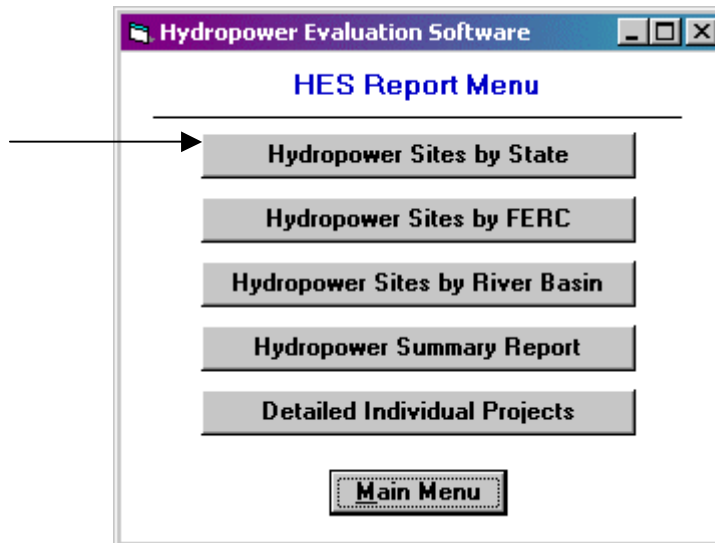 Hydropower Evaluation Software
HES Report Menu
Hydropower Sites by State
Hydropower Sites by FERC
Hydropower Sites by River Basin
Hydropower Summary Report
Detailed Individual Projects
Main Menu